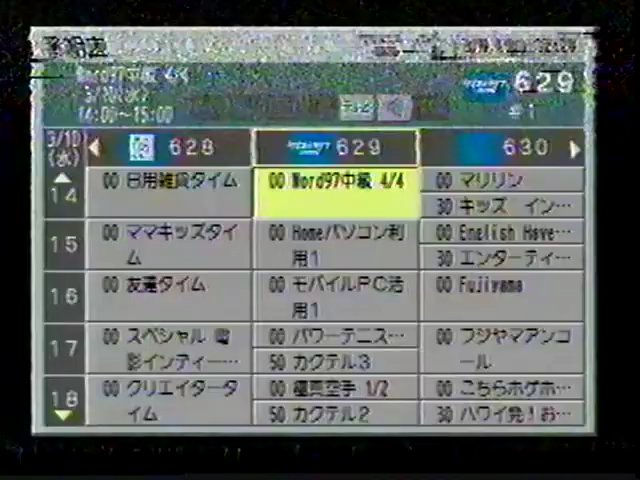 番組表
Word97中級 4/4
3/10(水)
14:00～15:00
テレビ
629
3/10
(水)
628
629
630
14
00 日用雑貨タイム
00 Word97中級 4/4
00 マリリン
30 キッズ イン…
15
00 ママキッズタイ
ム
00 Homeパソコン利
用1
00 English Have…
30 エンターティ…
16
00 友達タイム
00 モバイルPC活
用1
00 Fujiyama
17
00 スペシャル 電
影インティー…
00 パワーテニス…
50 カクテル3
00 フジヤマアンコ
ール
18
00 クリエイタータ
イム
00 極真空手 1/2
50 カクテル2
00 こちらホゲホ…
30 ハワイ発！お…